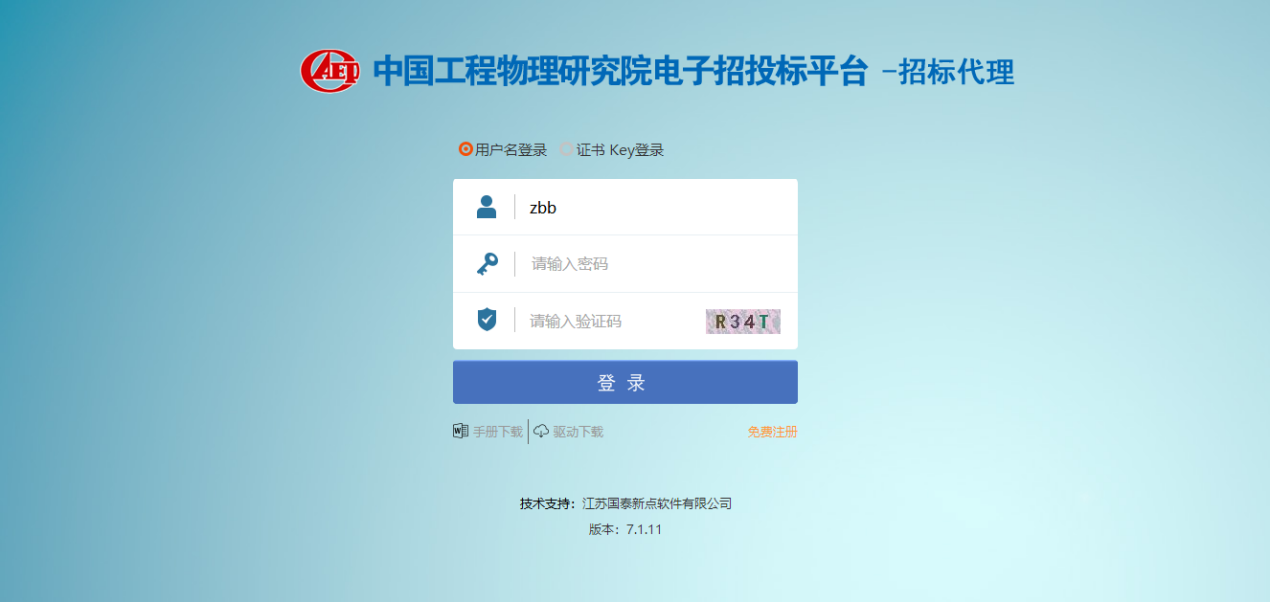 CAEP 中国工程物理研究院电子招投标平台 -招标代理
用户名登录 证书 Key登录
zbb
请输入密码
请输入验证码 R34T
登 录
手册下载 驱动下载 免费注册
技术支持：江苏国泰新点软件有限公司
版本：7.1.11